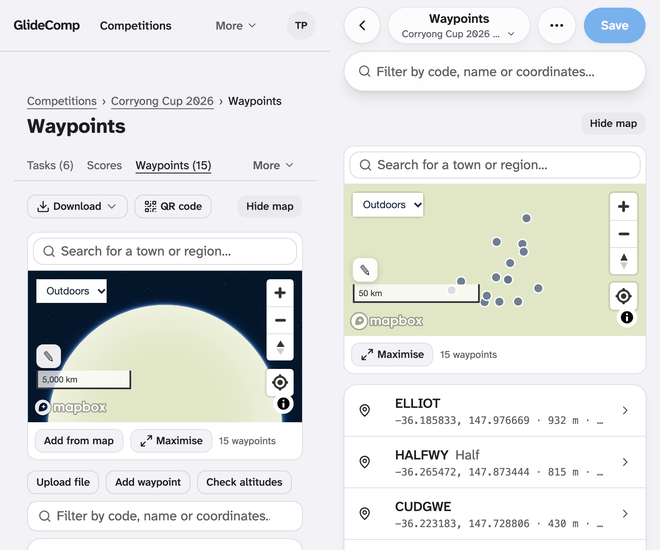 GlideComp
Competitions
More
TP
Competitions › Corryong Cup 2026 › Waypoints
Waypoints
Tasks (6)
Scores
Waypoints (15)
More
Download
QR code
Hide map
Search for a town or region...
Outdoors
5,000 km
mapbox
Add from map
Maximise
15 waypoints
Upload file
Add waypoint
Check altitudes
Filter by code, name or coordinates..
Waypoints
Corryong Cup 2026 ...
Save
Filter by code, name or coordinates...
Hide map
Search for a town or region...
Outdoors
50 km
mapbox
Maximise
15 waypoints
ELLIOT
−36.185833, 147.976669 · 932 m · …
HALFWY Half
−36.265472, 147.873444 · 815 m · …
CUDGWE
−36.223183, 147.728806 · 430 m · …